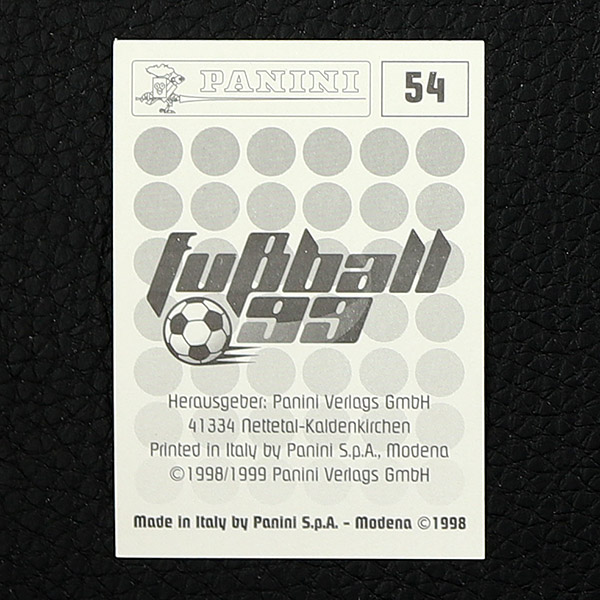 PANINI
54
fußball
99
Herausgeber: Panini Verlags GmbH
41334 Nettetal-Kaldenkirchen
Printed in Italy by Panini S.p.A., Modena
©1998/1999 Panini Verlags GmbH
Made in Italy by Panini S.p.A. - Modena ©1998